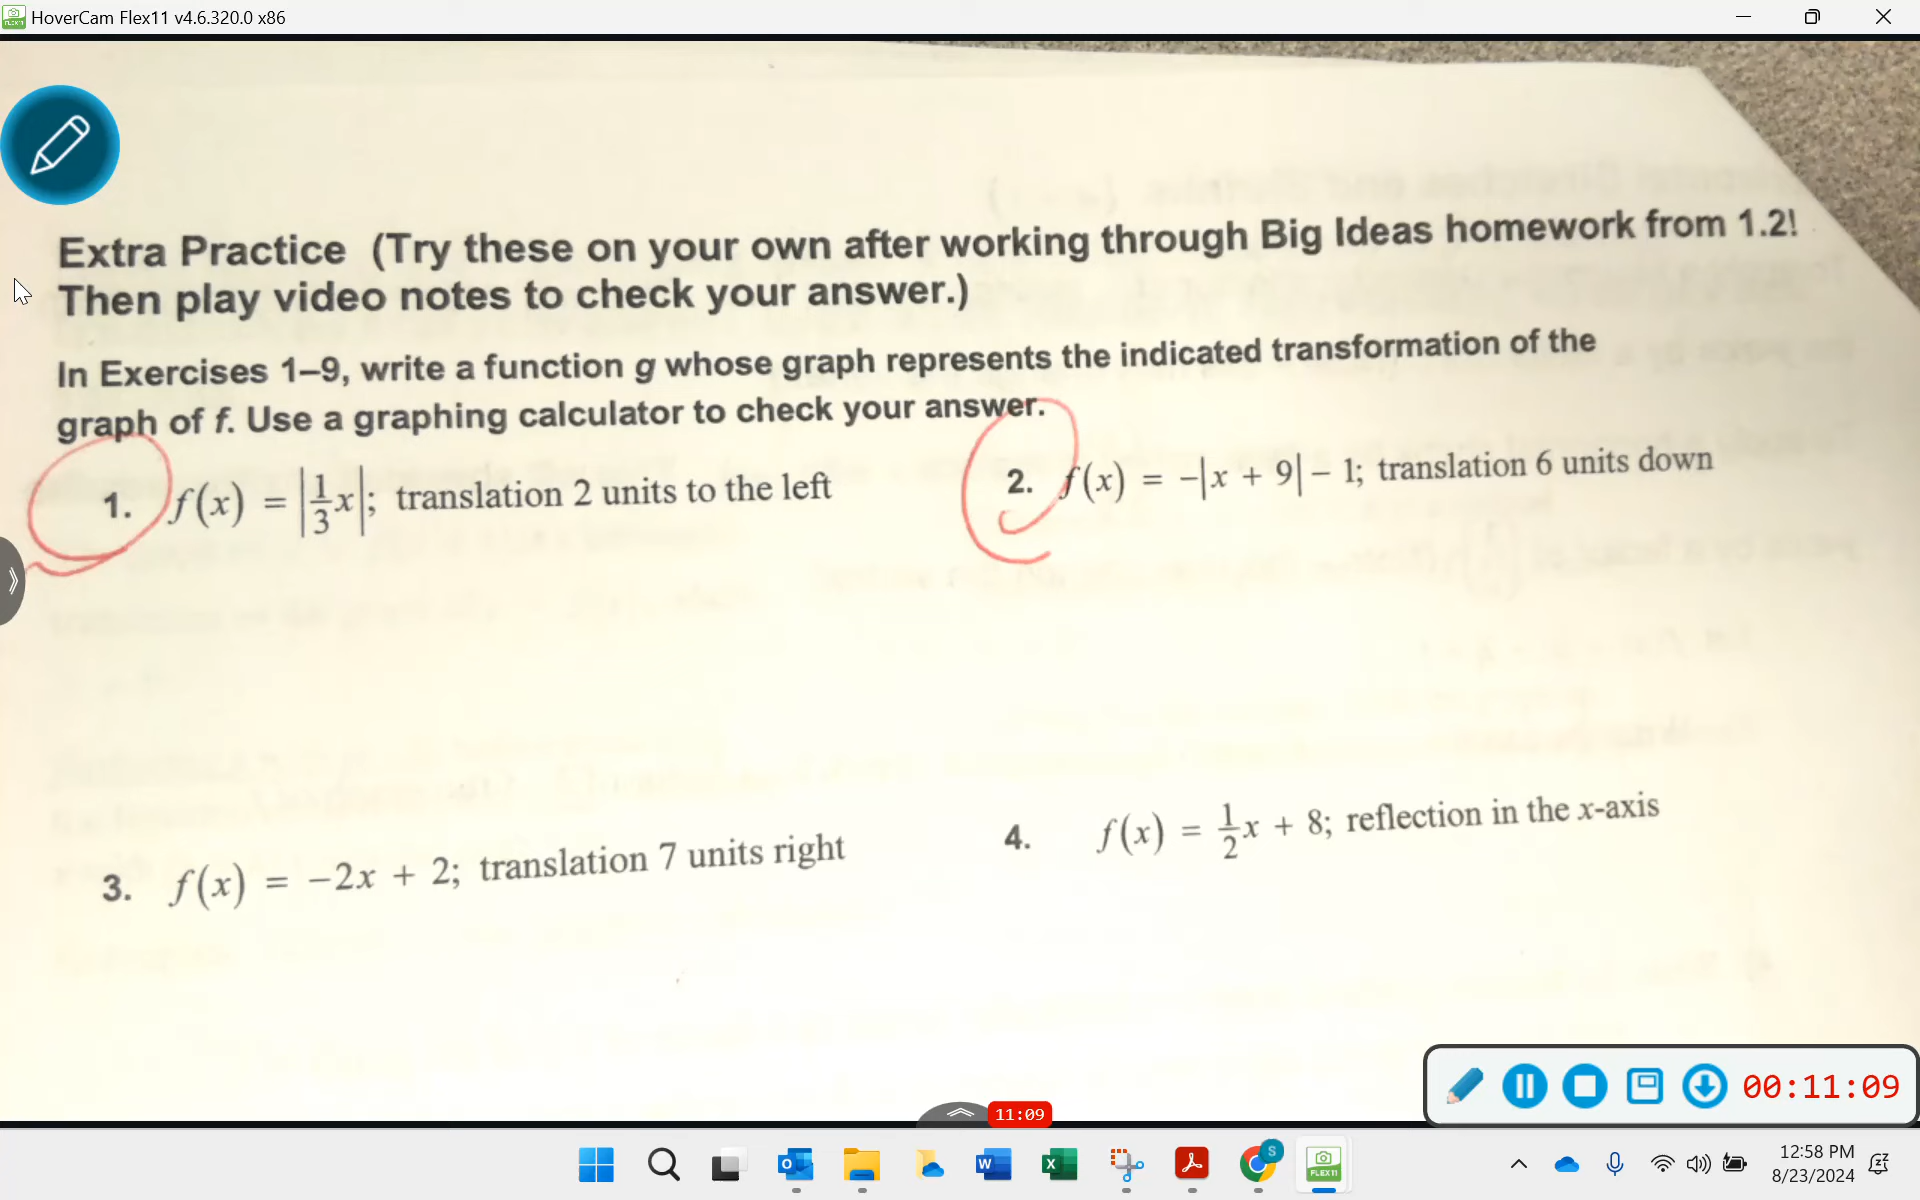 HoverCam Flex11 v4.6.320.0 x86
Extra Practice (Try these on your own after working through Big Ideas homework from 1.2!
Then play video notes to check your answer.)
In Exercises 1–9, write a function g whose graph represents the indicated transformation of the
graph of f. Use a graphing calculator to check your answer.
1. f(x) = |1/3 x|; translation 2 units to the left
2. f(x) = −|x + 9| − 1; translation 6 units down
3. f(x) = −2x + 2; translation 7 units right
4. f(x) = 1/2 x + 8; reflection in the x-axis
00:11:09
11:09
S
FLEX11
12:58 PM
8/23/2024